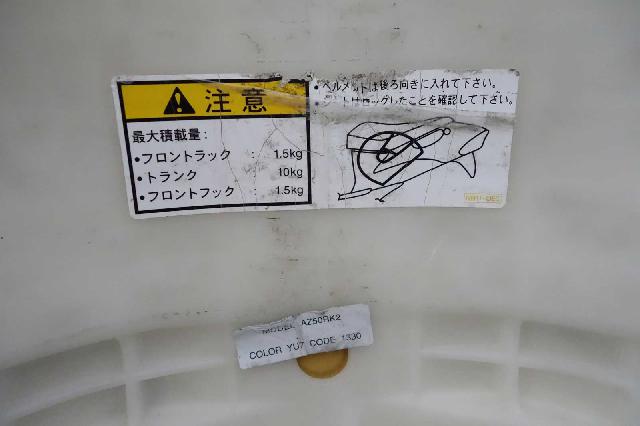 注意
最大積載量:
•フロントラック : 1.5kg
•トランク : 10kg
•フロントフック : 1.5kg
•ヘルメットは後ろ向きに入れて下さい。
トはロックしたことを確認して下さい。
MODEL AZ50RK2
COLOR YU7 CODE 1330